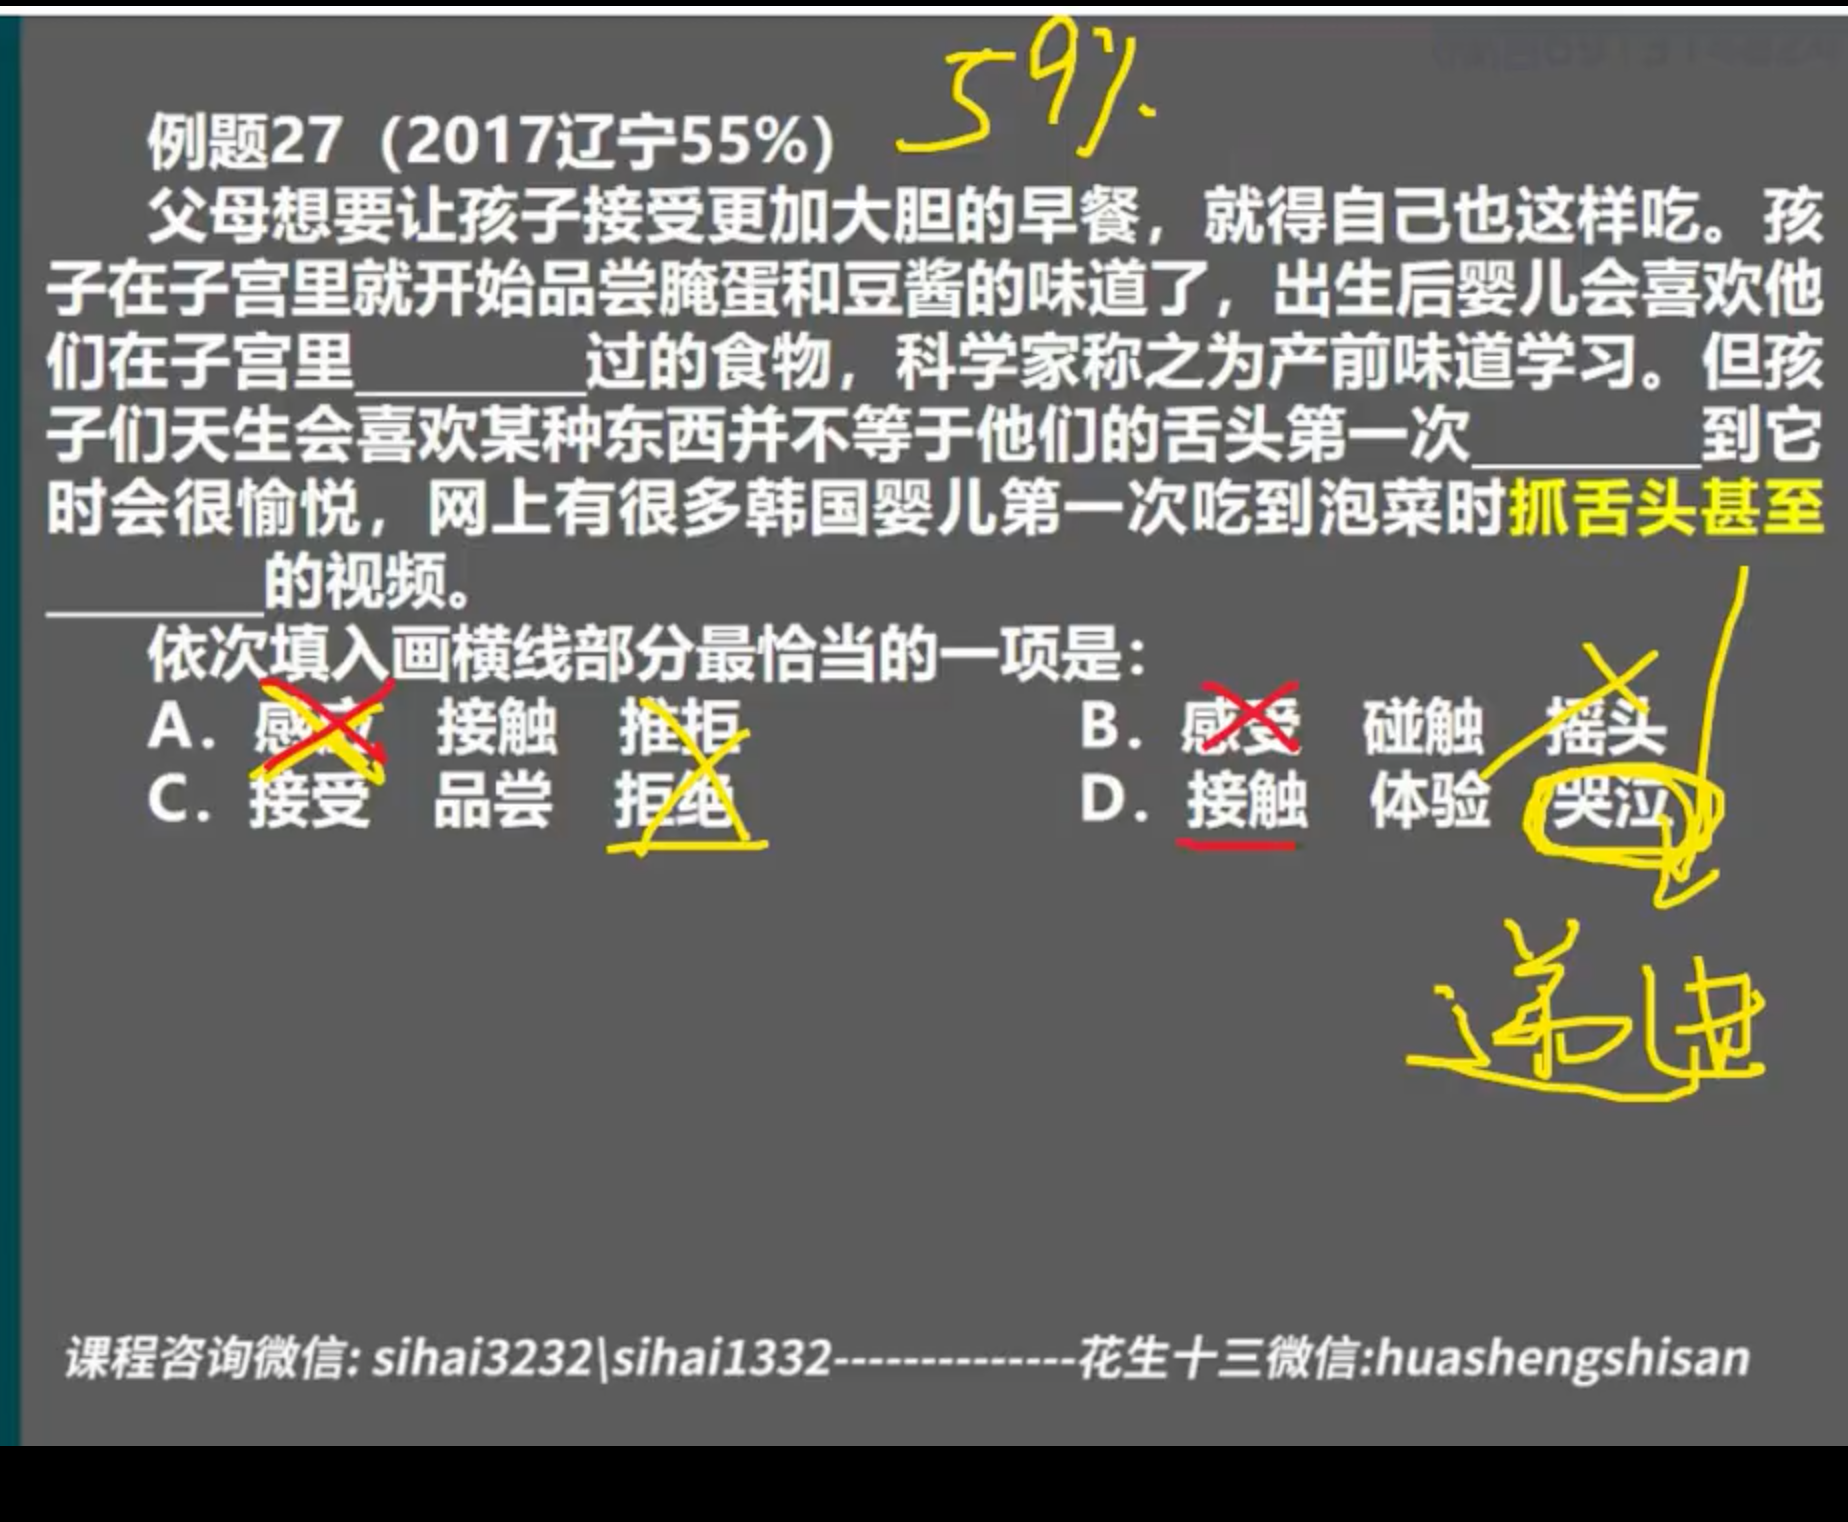 59%.
例题27（2017辽宁55%）
父母想要让孩子接受更加大胆的早餐，就得自己也这样吃。孩
子在子宫里就开始品尝腌蛋和豆酱的味道了，出生后婴儿会喜欢他
们在子宫里________过的食物，科学家称之为产前味道学习。但孩
子们天生会喜欢某种东西并不等于他们的舌头第一次________到它
时会很愉悦，网上有很多韩国婴儿第一次吃到泡菜时抓舌头甚至
________的视频。
依次填入画横线部分最恰当的一项是：
A. 感应 接触 推拒 B. 感受 碰触 摇头
C. 接受 品尝 拒绝 D. 接触 体验 哭泣
递进
课程咨询微信: sihai3232\sihai1332--------------花生十三微信:huashengshisan